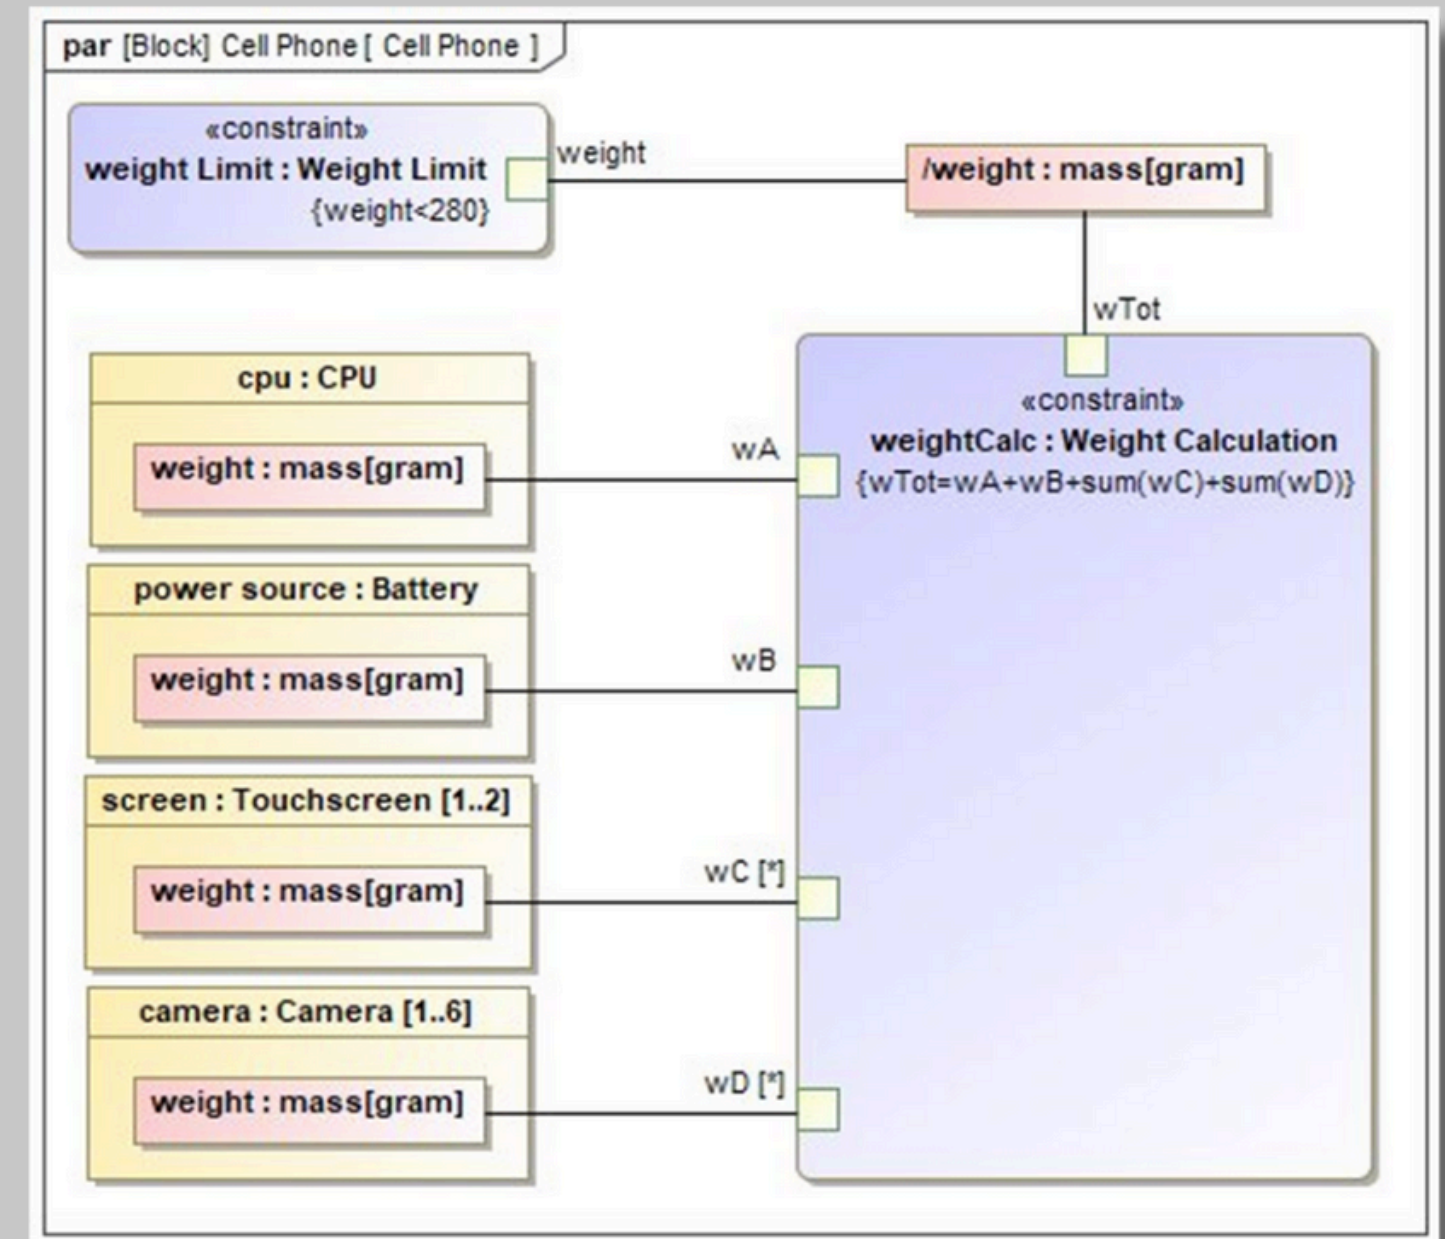 par [Block] Cell Phone [ Cell Phone ]
«constraint»
weight Limit : Weight Limit
{weight<280}
weight
/weight : mass[gram]
wTot
«constraint»
weightCalc : Weight Calculation
{wTot=wA+wB+sum(wC)+sum(wD)}
cpu : CPU
weight : mass[gram]
wA
power source : Battery
weight : mass[gram]
wB
screen : Touchscreen [1..2]
weight : mass[gram]
wC [*]
camera : Camera [1..6]
weight : mass[gram]
wD [*]